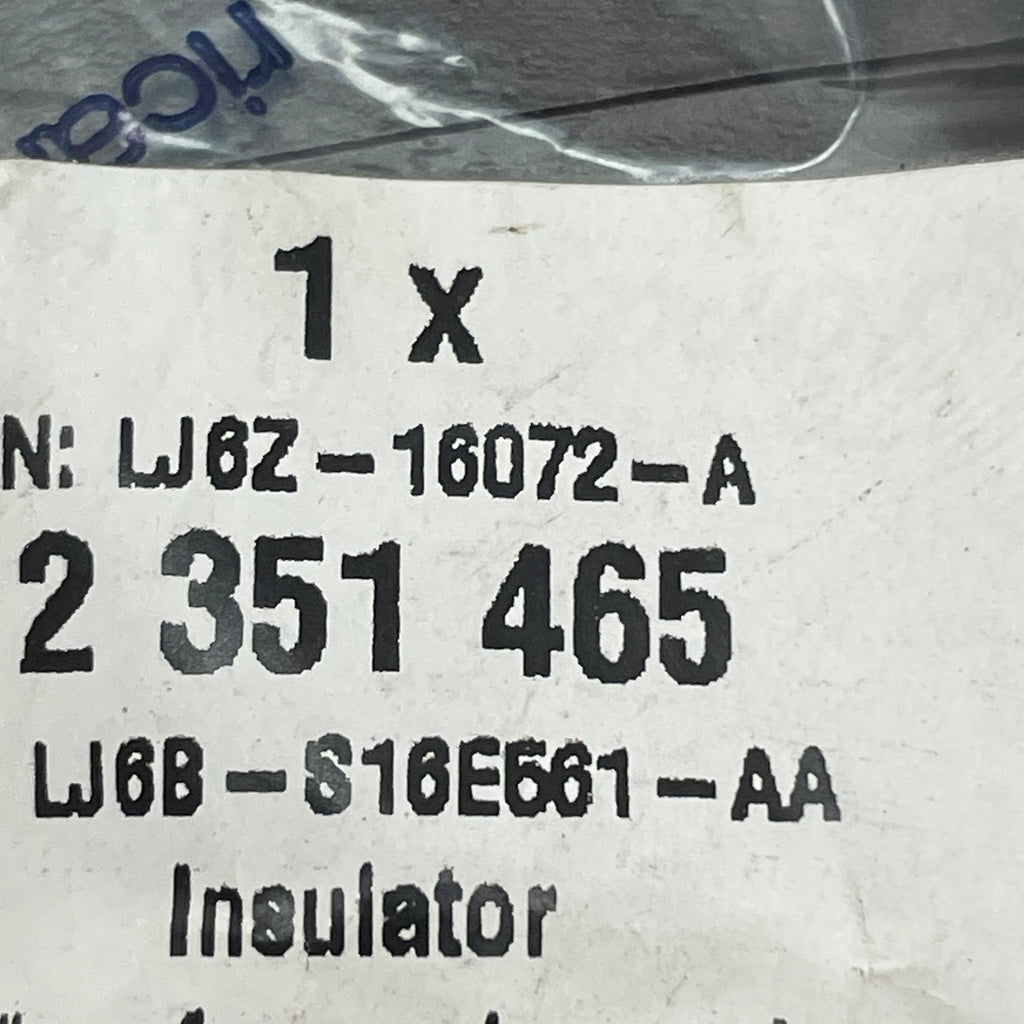 1 x
N: LJ6Z-16072-A
2 351 465
LJ6B-S16E561-AA
Insulator